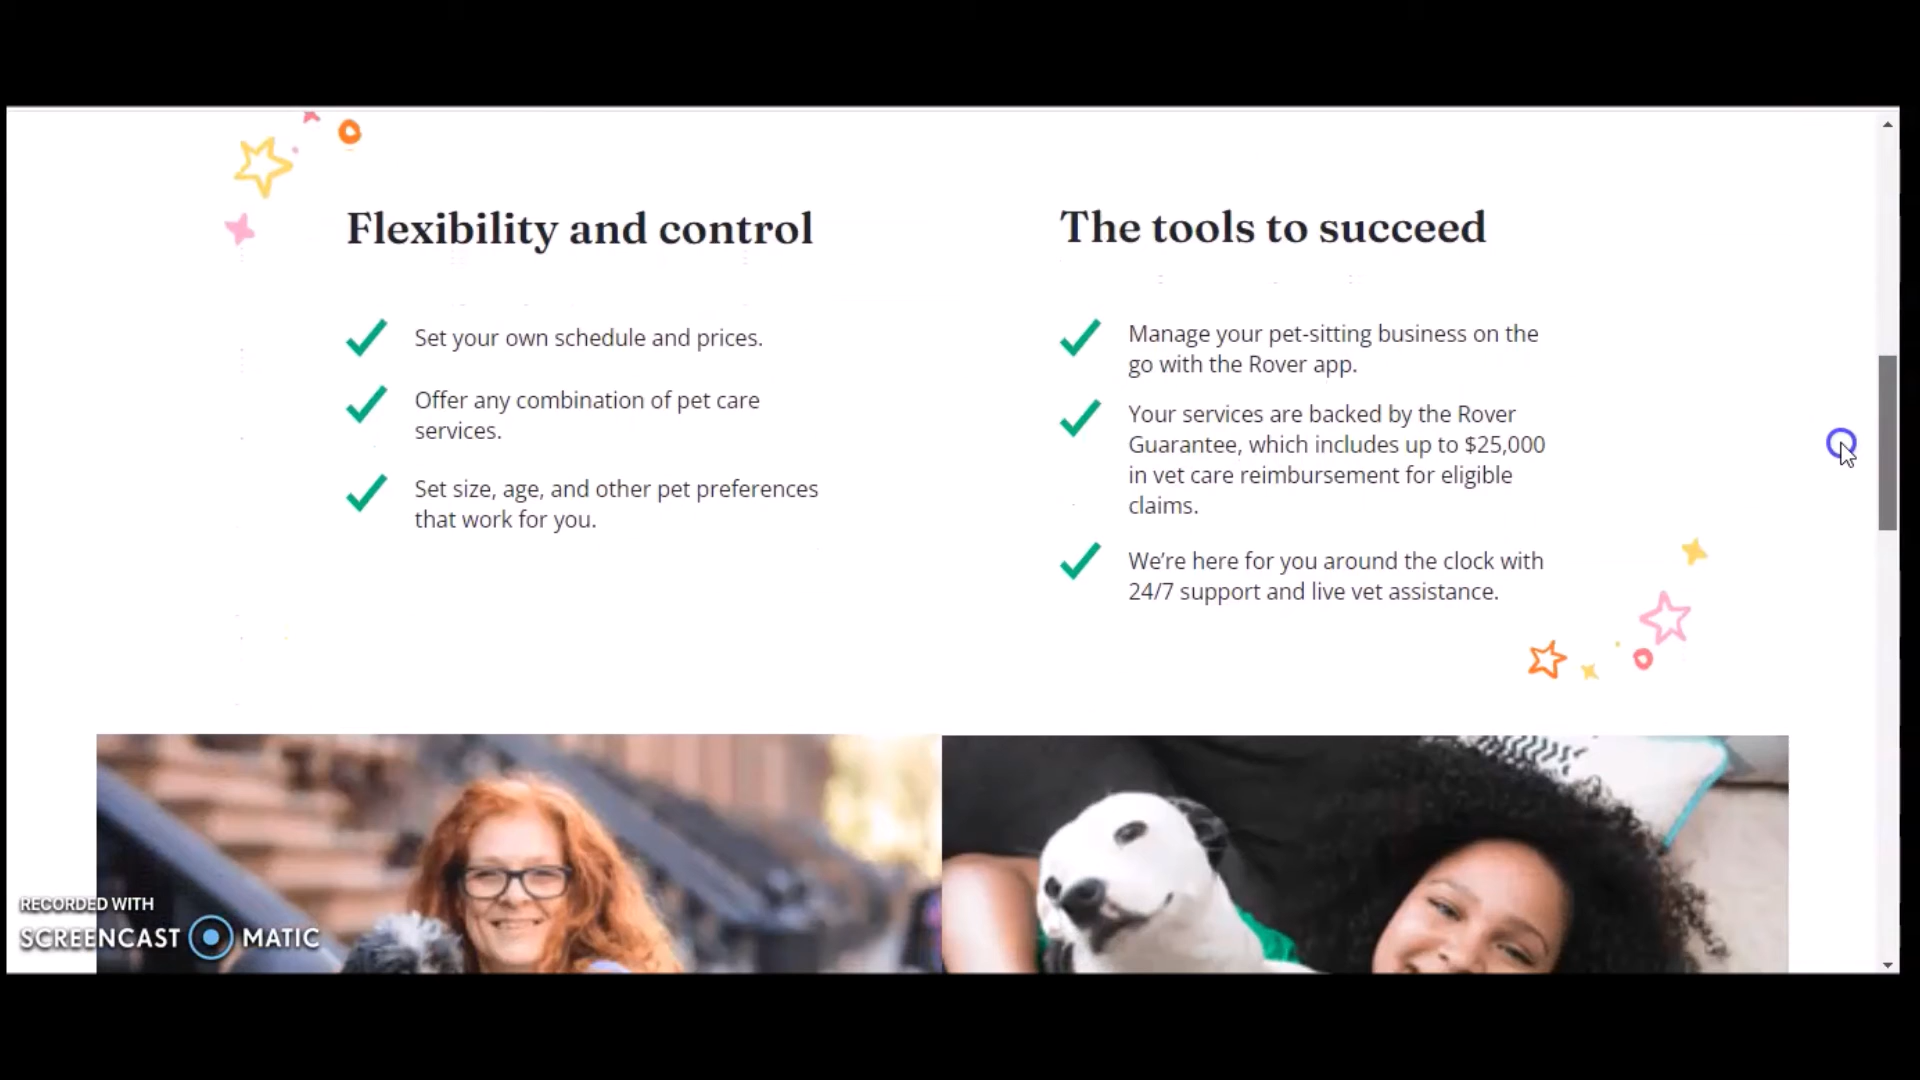 Flexibility and control
Set your own schedule and prices.
Offer any combination of pet care
services.
Set size, age, and other pet preferences
that work for you.
The tools to succeed
Manage your pet-sitting business on the
go with the Rover app.
Your services are backed by the Rover
Guarantee, which includes up to $25,000
in vet care reimbursement for eligible
claims.
We’re here for you around the clock with
24/7 support and live vet assistance.
RECORDED WITH
SCREENCAST MATIC